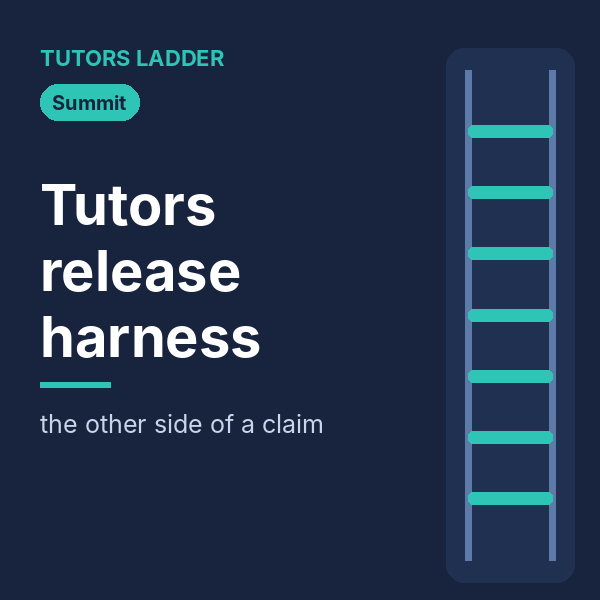 TUTORS LADDER
Summit
Tutors
release
harness
the other side of a claim